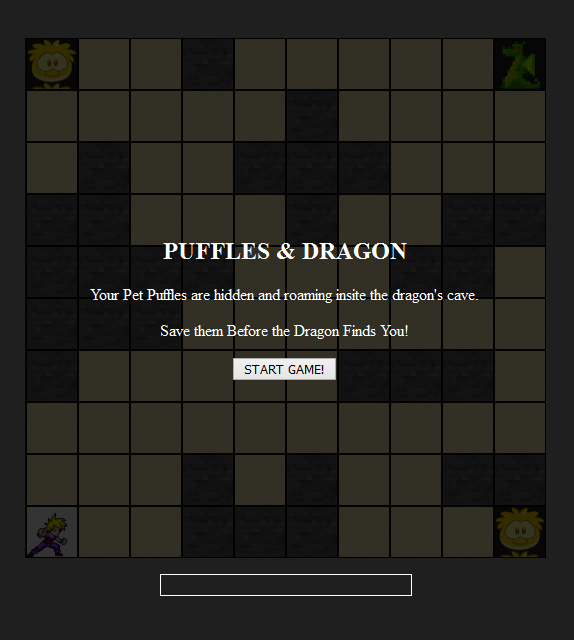 PUFFLES & DRAGON
Your Pet Puffles are hidden and roaming insite the dragon's cave.
Save them Before the Dragon Finds You!
START GAME!